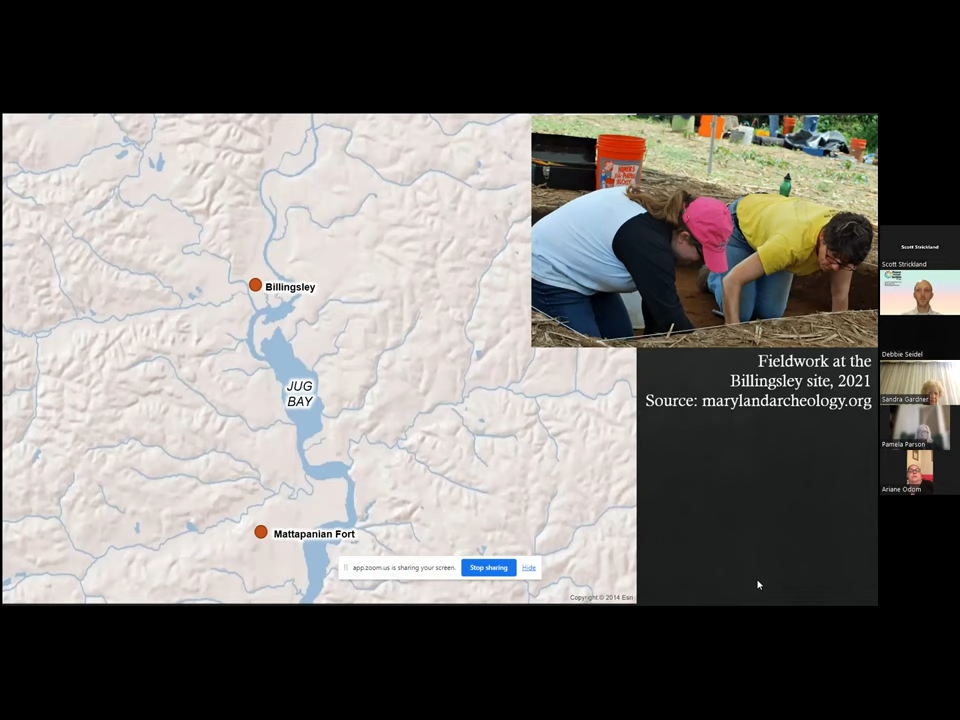 Billingsley
JUG
BAY
Mattapanian Fort
app.zoom.us is sharing your screen.
Stop sharing
Hide
Copyright:© 2014 Esri
Fieldwork at the
Billingsley site, 2021
Source: marylandarcheology.org
Scott Strickland
Scott Strickland
Debbie Seidel
Sandra Gardner
Pamela Parson
Ariane Odom